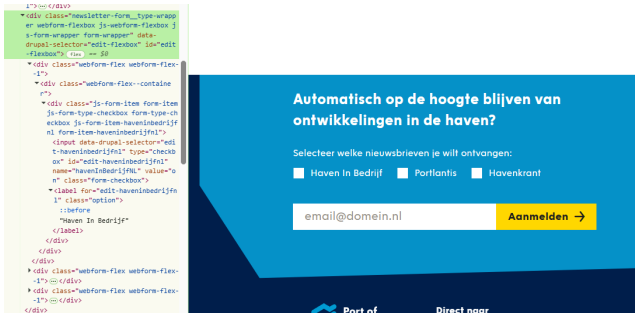 1"> … </div>
▼<div class="newsletter-form__type-wrapp
er webform-flexbox js-webform-flexbox j
s-form-wrapper form-wrapper" data-
drupal-selector="edit-flexbox" id="edit
-flexbox"> flex == $0
▼<div class="webform-flex webform-flex-
-1">
▼<div class="webform-flex--containe
r">
▼<div class="js-form-item form-item
js-form-type-checkbox form-type-ch
eckbox js-form-item-haveninbedrijf
nl form-item-haveninbedrijfnl">
<input data-drupal-selector="edi
t-haveninbedrijfnl" type="checkb
ox" id="edit-haveninbedrijfnl"
name="havenInBedrijfNL" value="o
n" class="form-checkbox">
▼<label for="edit-haveninbedrijfn
l" class="option">
::before
"Haven In Bedrijf"
</label>
</div>
</div>
</div>
▶<div class="webform-flex webform-flex-
-1"> … </div>
▶<div class="webform-flex webform-flex-
-1"> … </div>
</div>
Automatisch op de hoogte blijven van
ontwikkelingen in de haven?
Selecteer welke nieuwsbrieven je wilt ontvangen:
Haven In Bedrijf Portlantis Havenkrant
email@domein.nl Aanmelden →
Port of Direct naar